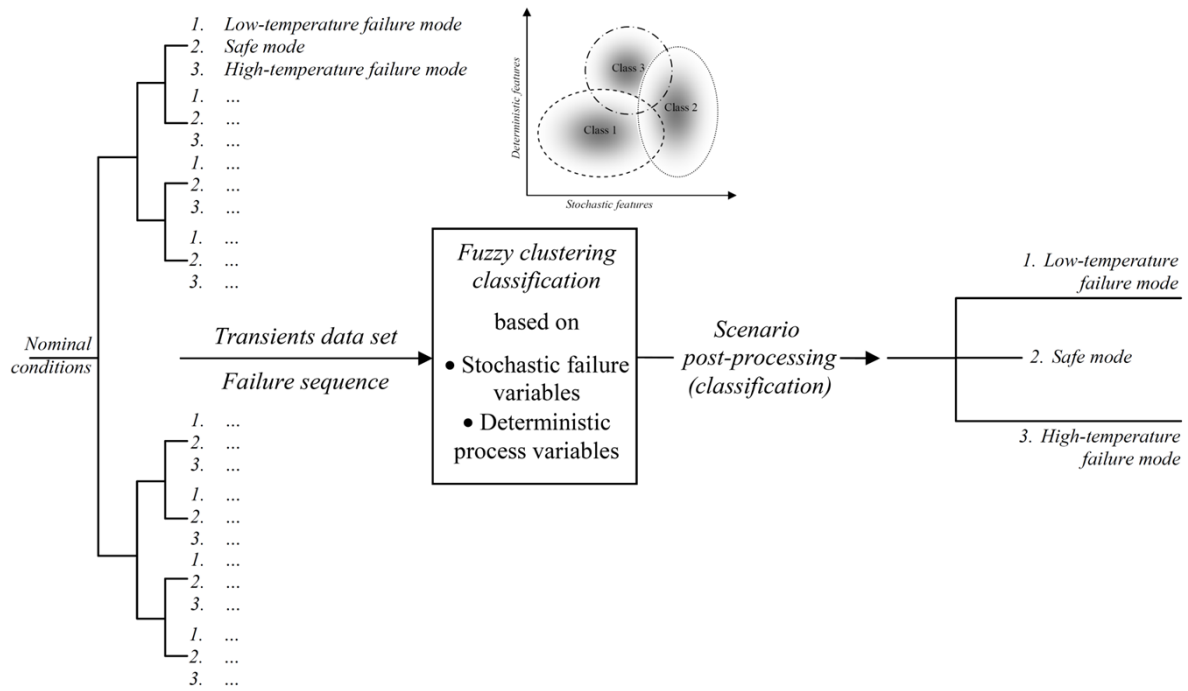 1. Low-temperature failure mode
2. Safe mode
3. High-temperature failure mode
1. ...
2. ...
3. ...
1. ...
2. ...
3. ...
1. ...
2. ...
3. ...
Deterministic features
Class 3
Class 2
Class 1
Stochastic features
Nominal
conditions
Transients data set
Failure sequence
Fuzzy clustering
classification
based on
• Stochastic failure
variables
• Deterministic
process variables
Scenario
post-processing
(classification)
1. Low-temperature
failure mode
2. Safe mode
3. High-temperature
failure mode
1. ...
2. ...
3. ...
1. ...
2. ...
3. ...
1. ...
2. ...
3. ...
1. ...
2. ...
3. ...